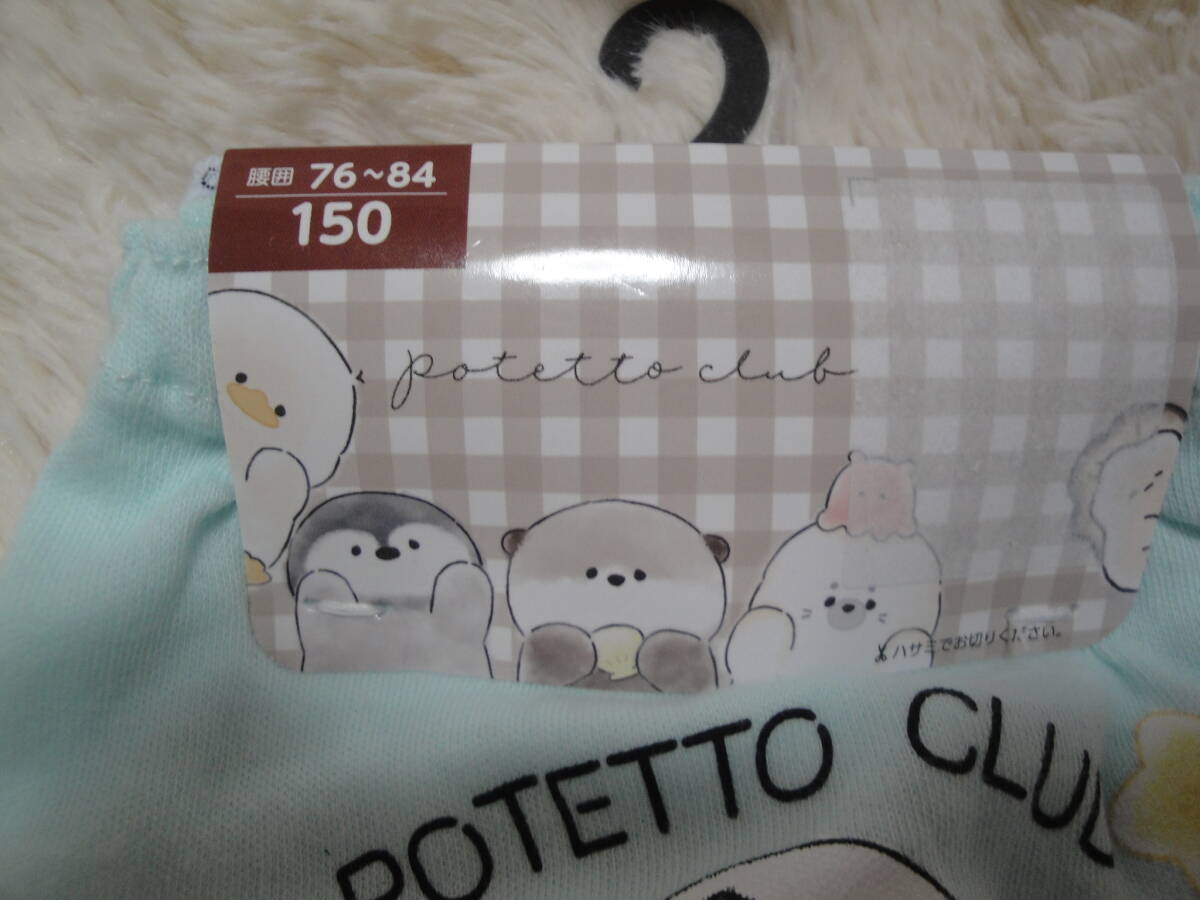 腰囲 76~84
150
potetto club
ハサミでお切りください。
POTETTO CLUB